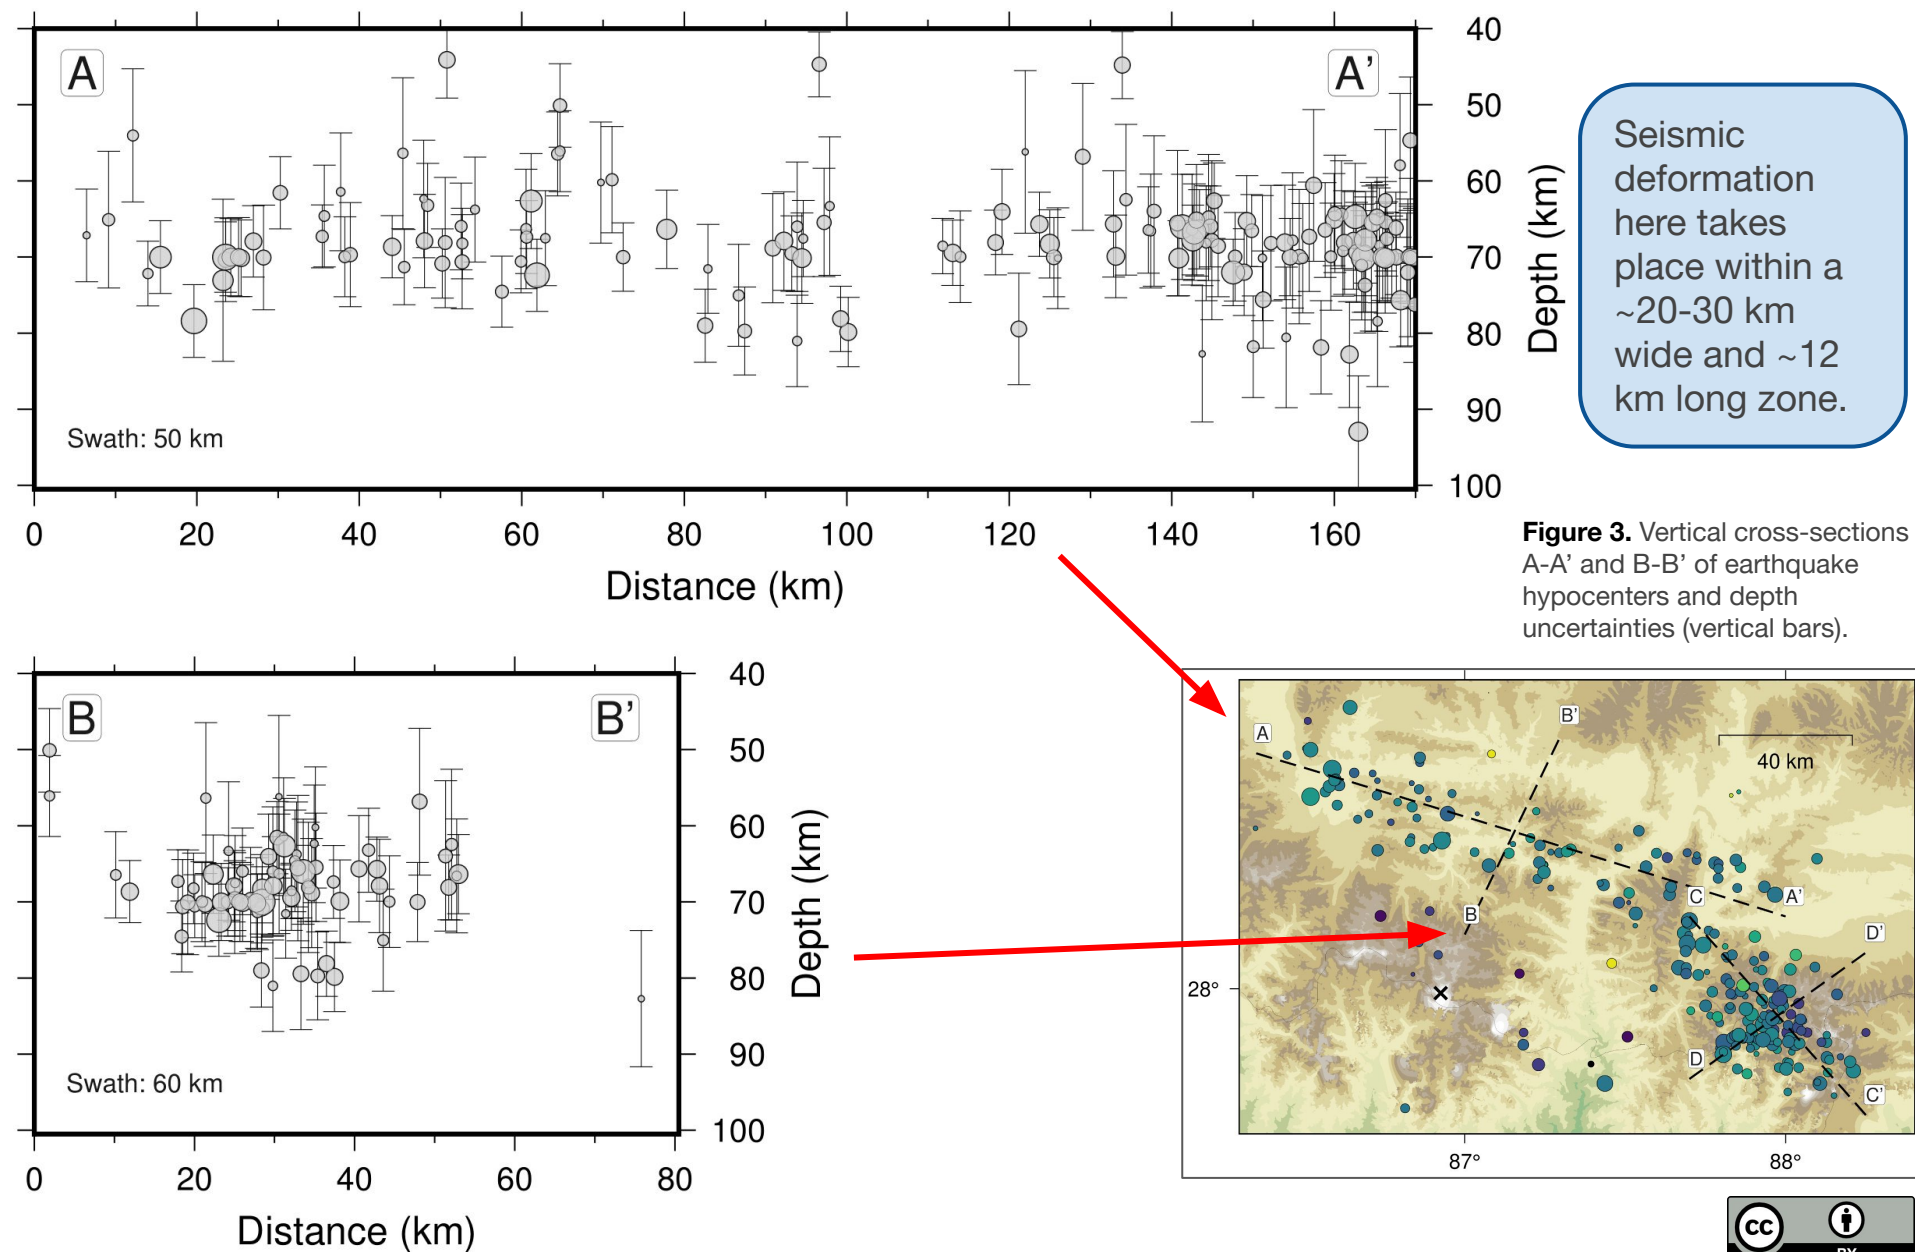 A
A'
40
50
60
70
80
90
100
Depth (km)
Swath: 50 km
0
20
40
60
80
100
120
140
160
Distance (km)
Seismic
deformation
here takes
place within a
~20-30 km
wide and ~12
km long zone.
Figure 3. Vertical cross-sections
A-A’ and B-B’ of earthquake
hypocenters and depth
uncertainties (vertical bars).
B
B'
40
50
60
70
80
90
100
Depth (km)
Swath: 60 km
0
20
40
60
80
Distance (km)
A
B'
40 km
B
C
A'
D'
D
C'
28°
87°
88°
cc
BY